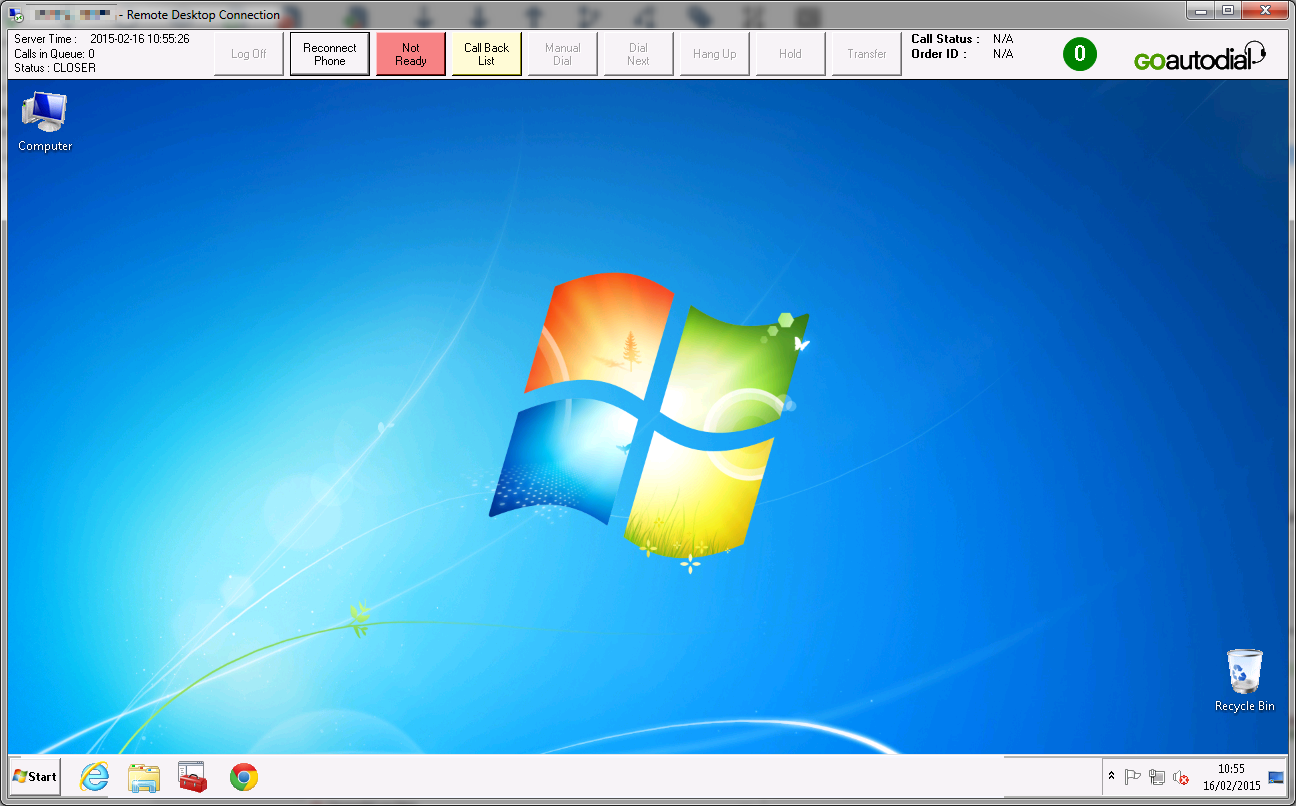 - Remote Desktop Connection
Server Time : 2015-02-16 10:55:26
Calls in Queue: 0
Status : CLOSER
Log Off
Reconnect
Phone
Not
Ready
Call Back
List
Manual
Dial
Dial
Next
Hang Up
Hold
Transfer
Call Status : N/A
Order ID : N/A
0
GOautodial
Computer
Recycle Bin
Start
10:55
16/02/2015